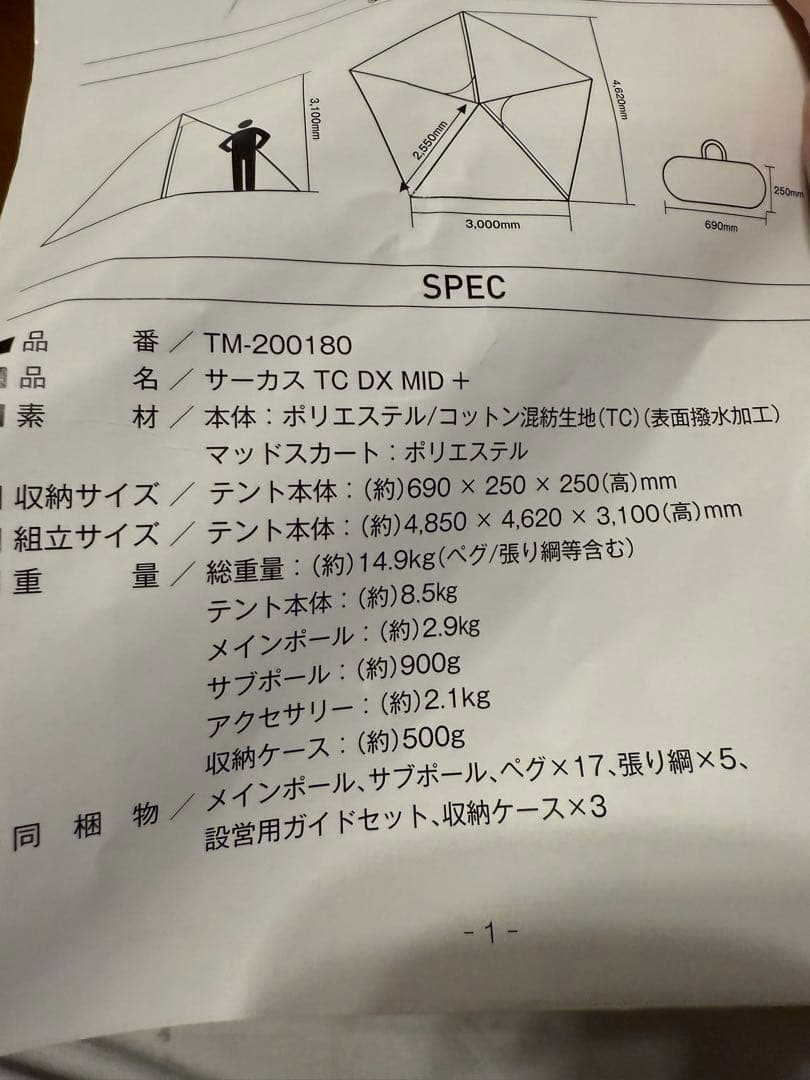 3,100mm
2,550mm
4,620mm
3,000mm
250mm
690mm
SPEC
品 番 ／ TM-200180
品 名 ／ サーカス TC DX MID +
素 材 ／ 本体：ポリエステル/コットン混紡生地(TC)(表面撥水加工)
マッドスカート：ポリエステル
収納サイズ ／ テント本体：(約)690 × 250 × 250(高)mm
組立サイズ ／ テント本体：(約)4,850 × 4,620 × 3,100(高)mm
重 量 ／ 総重量：(約)14.9kg(ペグ/張り綱等含む)
テント本体：(約)8.5kg
メインポール：(約)2.9kg
サブポール：(約)900g
アクセサリー：(約)2.1kg
収納ケース：(約)500g
同 梱 物 ／ メインポール、サブポール、ペグ×17、張り綱×5、
設営用ガイドセット、収納ケース×3
- 1 -